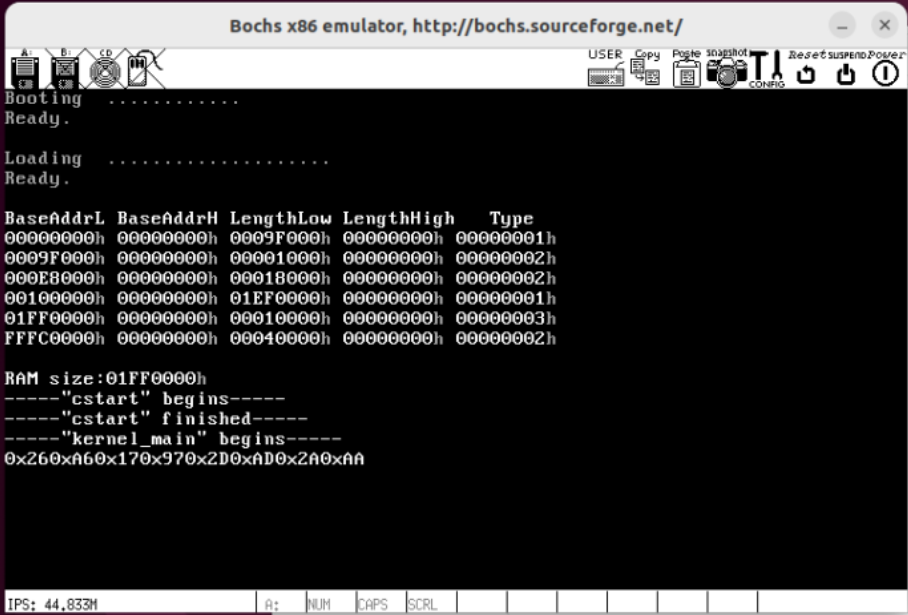 Bochs x86 emulator, http://bochs.sourceforge.net/
A: B: CD USER Copy Paste snapshot CONFIG Reset SUSPEND Power
Booting ............
Ready.
Loading ....................
Ready.
BaseAddrL BaseAddrH LengthLow LengthHigh Type
00000000h 00000000h 0009F000h 00000000h 00000001h
0009F000h 00000000h 00001000h 00000000h 00000002h
000E8000h 00000000h 00018000h 00000000h 00000002h
00100000h 00000000h 01EF0000h 00000000h 00000001h
01FF0000h 00000000h 00010000h 00000000h 00000003h
FFFC0000h 00000000h 00040000h 00000000h 00000002h
RAM size:01FF0000h
-----"cstart" begins-----
-----"cstart" finished-----
-----"kernel_main" begins-----
0x260xA60x170x970x2D0xAD0x2A0xAA
IPS: 44.833M A: NUM CAPS SCRL